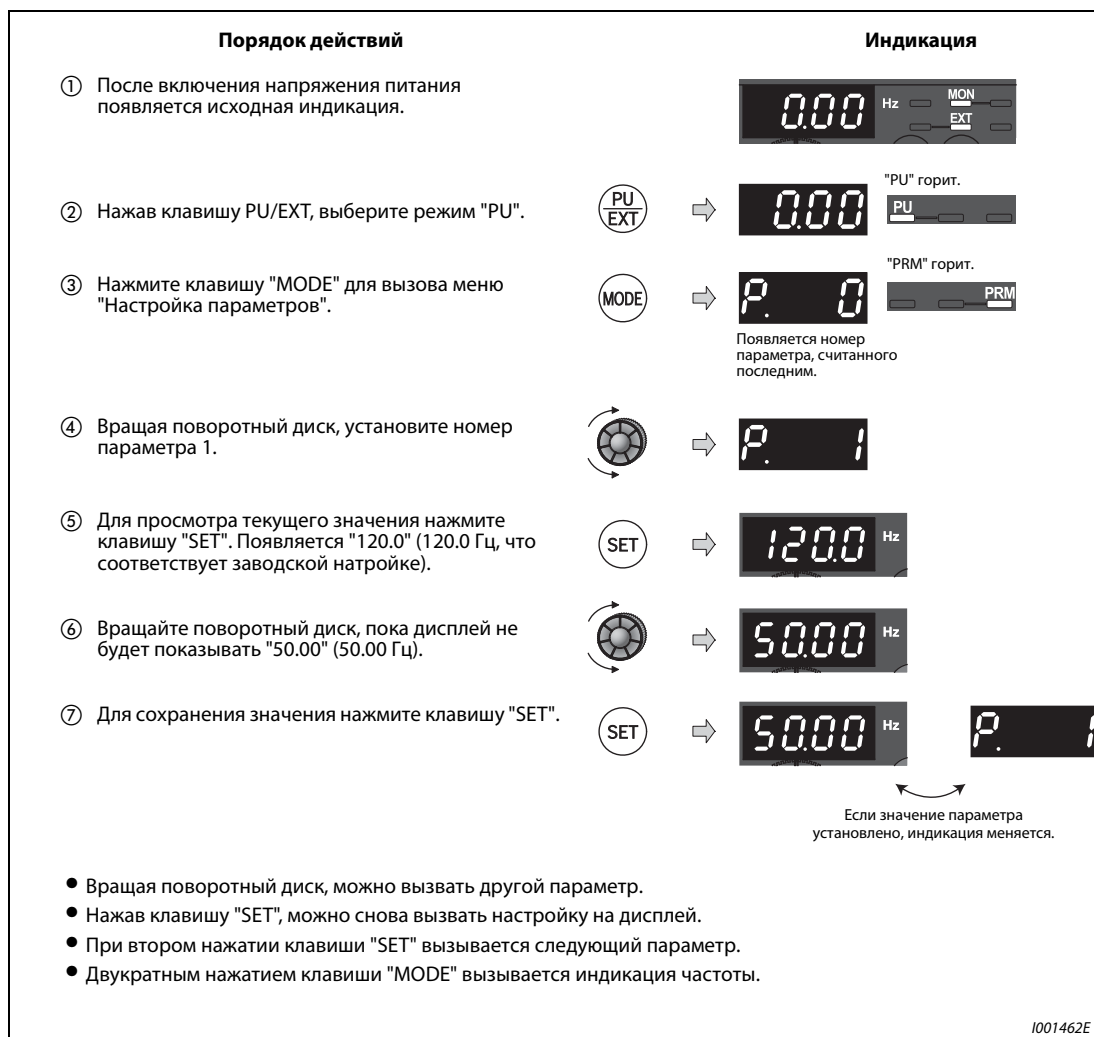 Порядок действий
Индикация
① После включения напряжения питания
появляется исходная индикация.
0.00 Hz MON
EXT
② Нажав клавишу PU/EXT, выберите режим "PU".
PU
EXT
0.00
"PU" горит.
PU
③ Нажмите клавишу "MODE" для вызова меню
"Настройка параметров".
MODE
P. 0
"PRM" горит.
PRM
Появляется номер
параметра, считанного
последним.
④ Вращая поворотный диск, установите номер
параметра 1.
P. 1
⑤ Для просмотра текущего значения нажмите
клавишу "SET". Появляется "120.0" (120.0 Гц, что
соответствует заводской натройке).
SET
120.0 Hz
⑥ Вращайте поворотный диск, пока дисплей не
будет показывать "50.00" (50.00 Гц).
50.00 Hz
⑦ Для сохранения значения нажмите клавишу "SET".
SET
50.00 Hz
P. 1
Если значение параметра
установлено, индикация меняется.
● Вращая поворотный диск, можно вызвать другой параметр.
● Нажав клавишу "SET", можно снова вызвать настройку на дисплей.
● При втором нажатии клавиши "SET" вызывается следующий параметр.
● Двукратным нажатием клавиши "MODE" вызывается индикация частоты.
I001462E